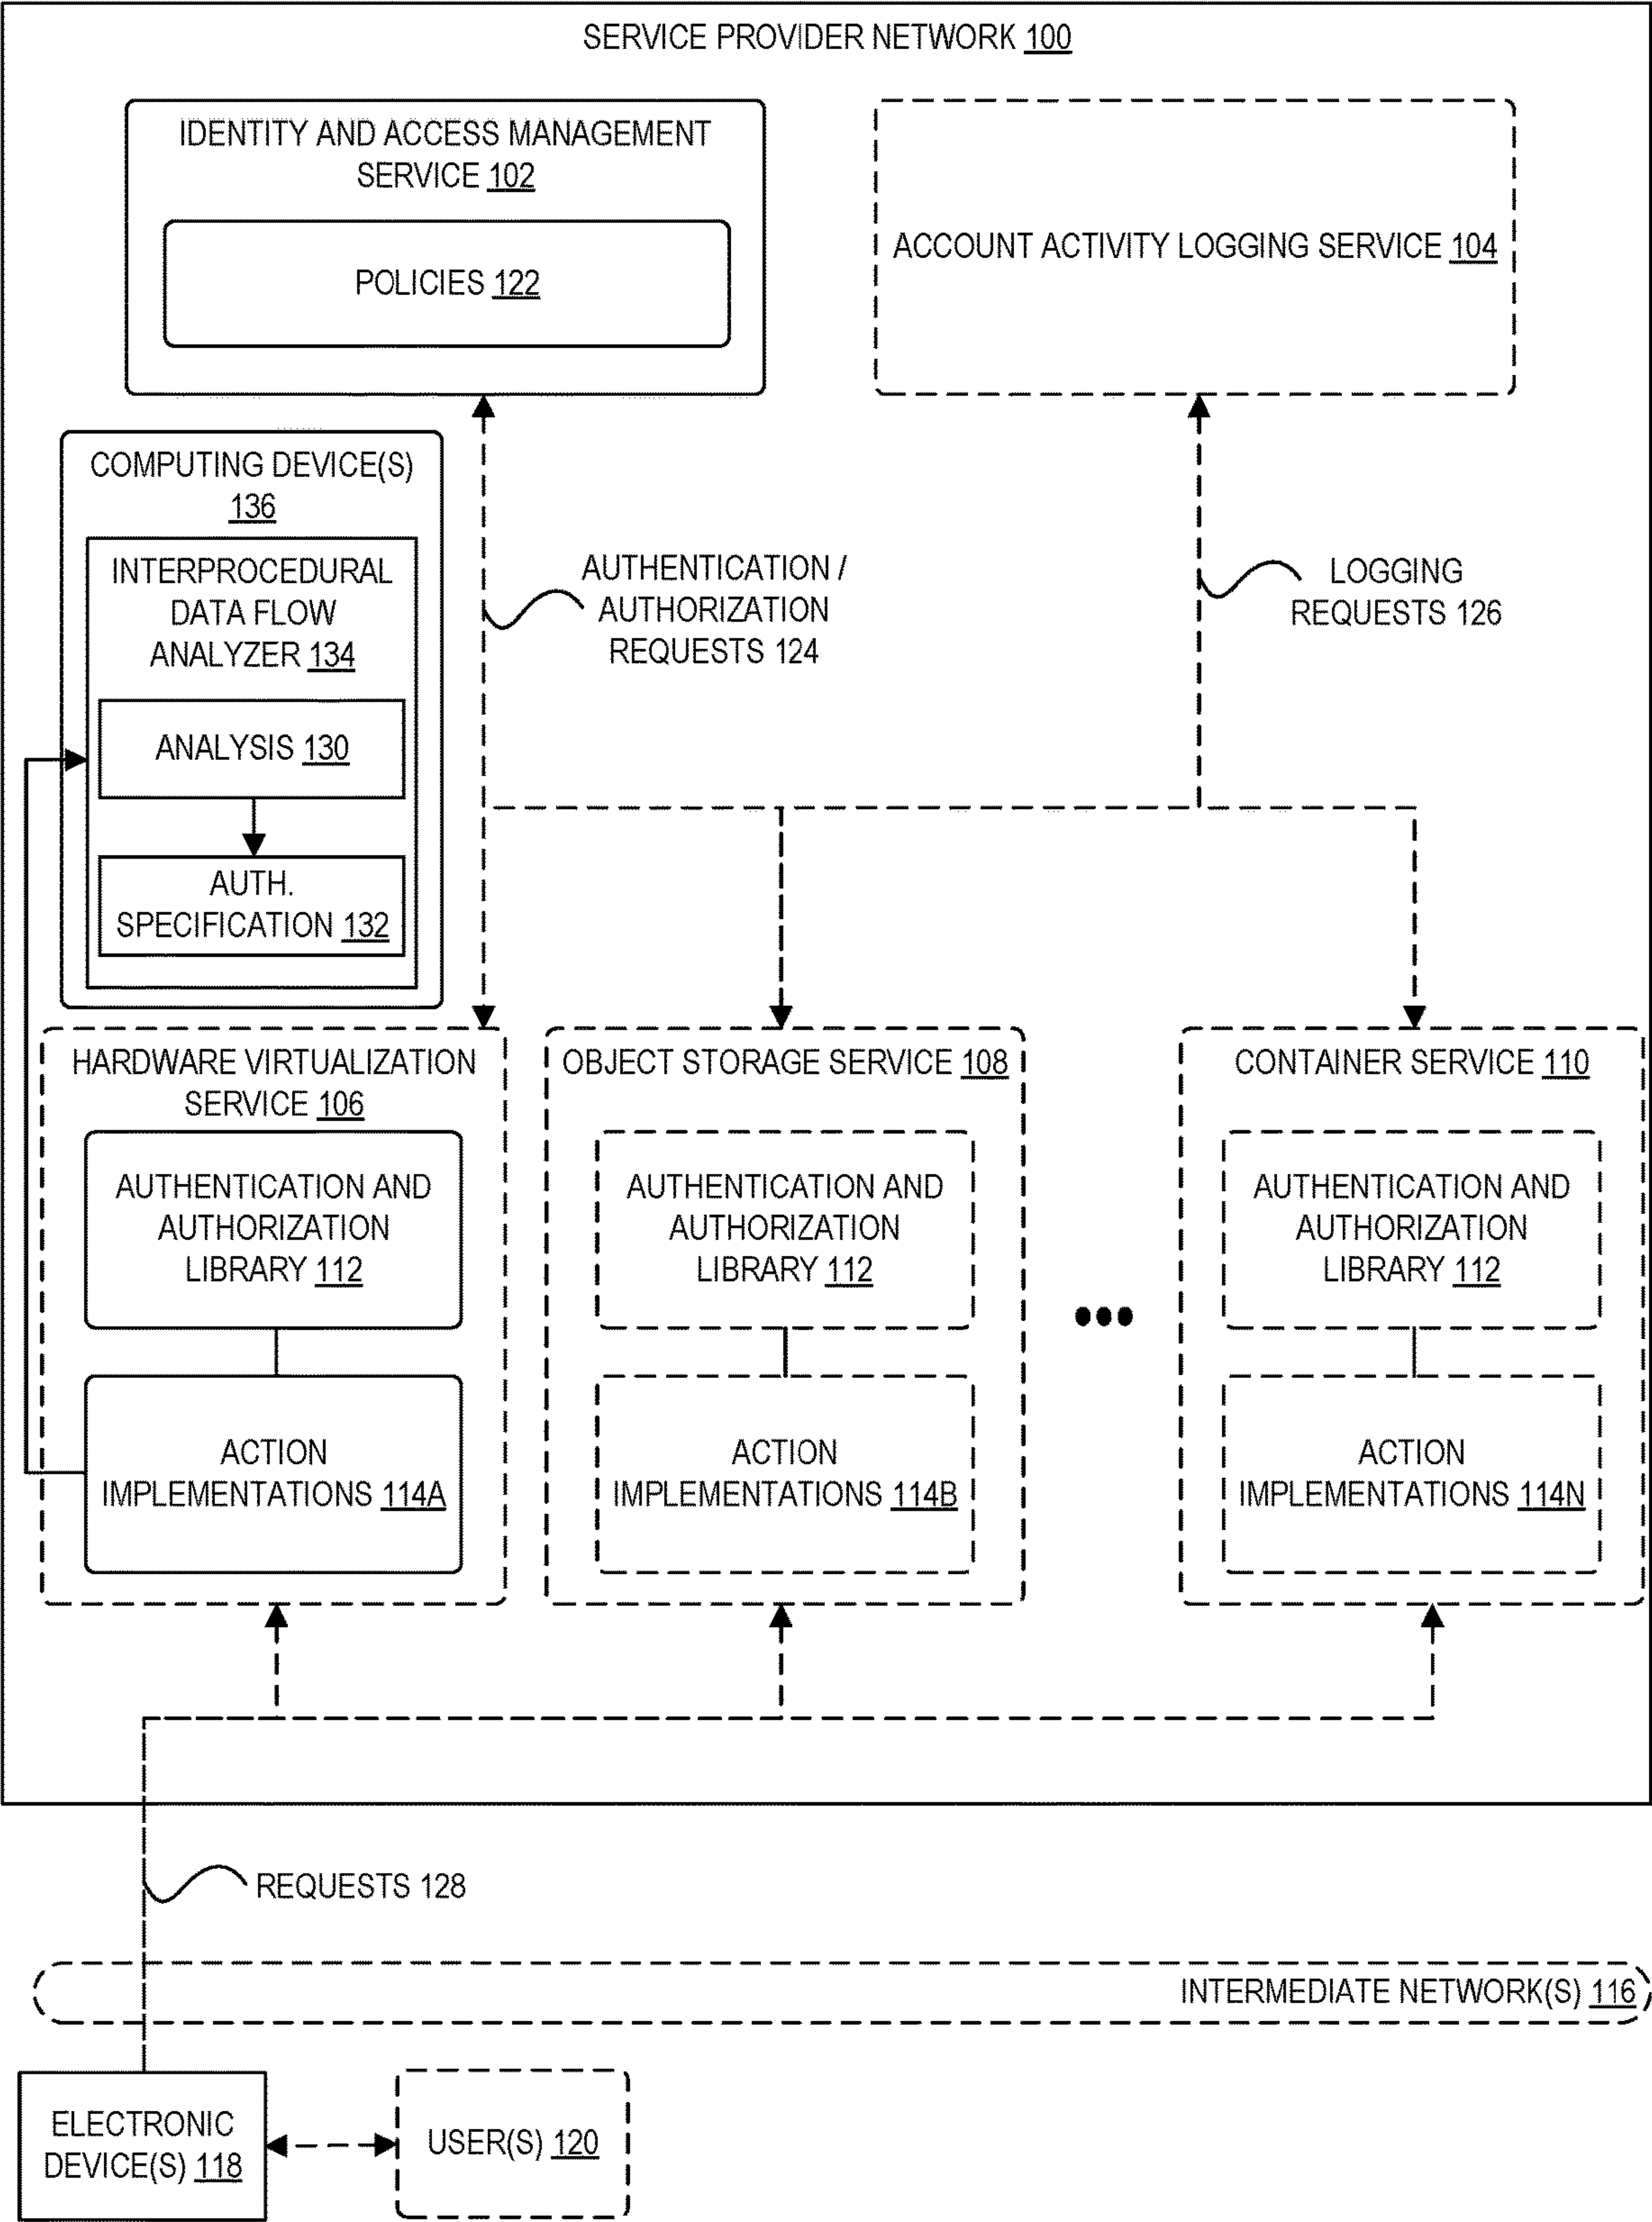 SERVICE PROVIDER NETWORK 100
IDENTITY AND ACCESS MANAGEMENT
SERVICE 102
POLICIES 122
ACCOUNT ACTIVITY LOGGING SERVICE 104
COMPUTING DEVICE(S)
136
INTERPROCEDURAL
DATA FLOW
ANALYZER 134
ANALYSIS 130
AUTH.
SPECIFICATION 132
AUTHENTICATION /
AUTHORIZATION
REQUESTS 124
LOGGING
REQUESTS 126
HARDWARE VIRTUALIZATION
SERVICE 106
AUTHENTICATION AND
AUTHORIZATION
LIBRARY 112
ACTION
IMPLEMENTATIONS 114A
OBJECT STORAGE SERVICE 108
AUTHENTICATION AND
AUTHORIZATION
LIBRARY 112
ACTION
IMPLEMENTATIONS 114B
CONTAINER SERVICE 110
AUTHENTICATION AND
AUTHORIZATION
LIBRARY 112
ACTION
IMPLEMENTATIONS 114N
REQUESTS 128
INTERMEDIATE NETWORK(S) 116
ELECTRONIC
DEVICE(S) 118
USER(S) 120